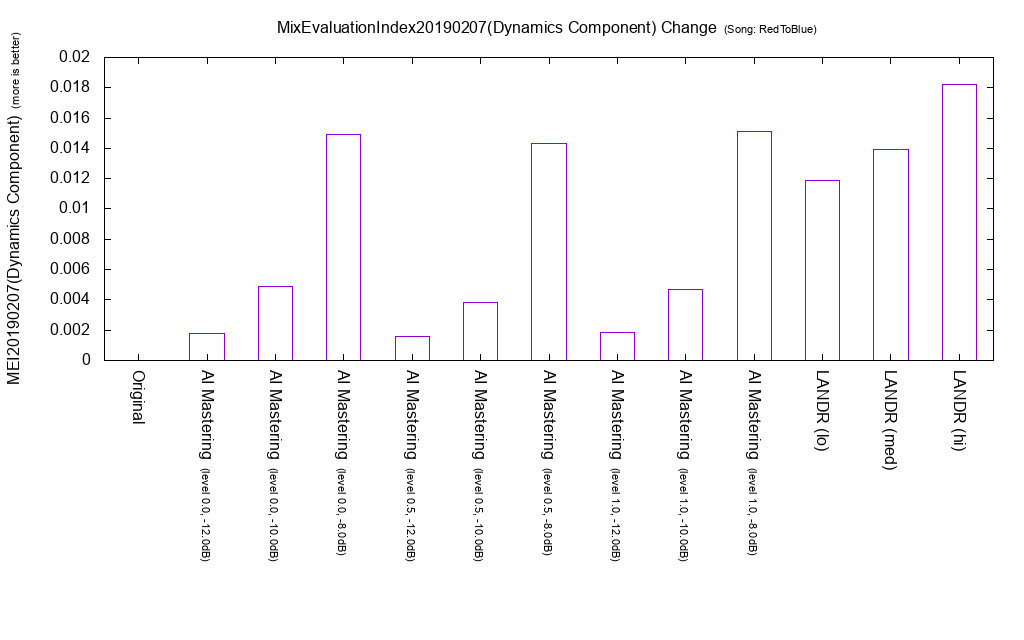 MixEvaluationIndex20190207(Dynamics Component) Change (Song: RedToBlue)
MEI20190207(Dynamics Component) (more is better)
0.02
0.018
0.016
0.014
0.012
0.01
0.008
0.006
0.004
0.002
0
Original
AI Mastering (level 0.0, -12.0dB)
AI Mastering (level 0.0, -10.0dB)
AI Mastering (level 0.0, -8.0dB)
AI Mastering (level 0.5, -12.0dB)
AI Mastering (level 0.5, -10.0dB)
AI Mastering (level 0.5, -8.0dB)
AI Mastering (level 1.0, -12.0dB)
AI Mastering (level 1.0, -10.0dB)
AI Mastering (level 1.0, -8.0dB)
LANDR (lo)
LANDR (med)
LANDR (hi)